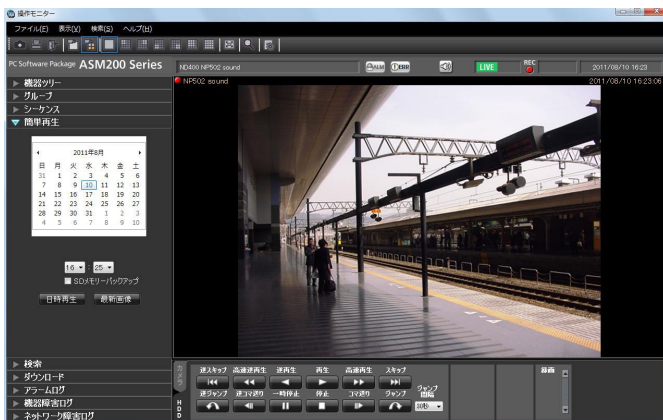 操作モニター
ファイル(F) 表示(V) 検索(S) ヘルプ(H)
PC Software Package ASM200 Series
ND400 NP502 sound ALM ERR LIVE REC 2011/08/10 16:23
NP502 sound 2011/08/10 16:23:06
機器ツリー
グループ
シーケンス
簡単再生
2011年8月
日 月 火 水 木 金 土
31 1 2 3 4 5 6
7 8 9 10 11 12 13
14 15 16 17 18 19 20
21 22 23 24 25 26 27
28 29 30 31 1 2 3
4 5 6 7 8 9 10
16 : 25
SDメモリーバックアップ
日時再生 最新画像
検索
ダウンロード
アラームログ
機器障害ログ
ネットワーク障害ログ
カメラ
HDD
逆スキップ 高速逆再生 逆再生 再生 高速再生 スキップ
逆ジャンプ 逆コマ送り 一時停止 停止 コマ送り ジャンプ
ジャンプ
間隔
30秒
録画